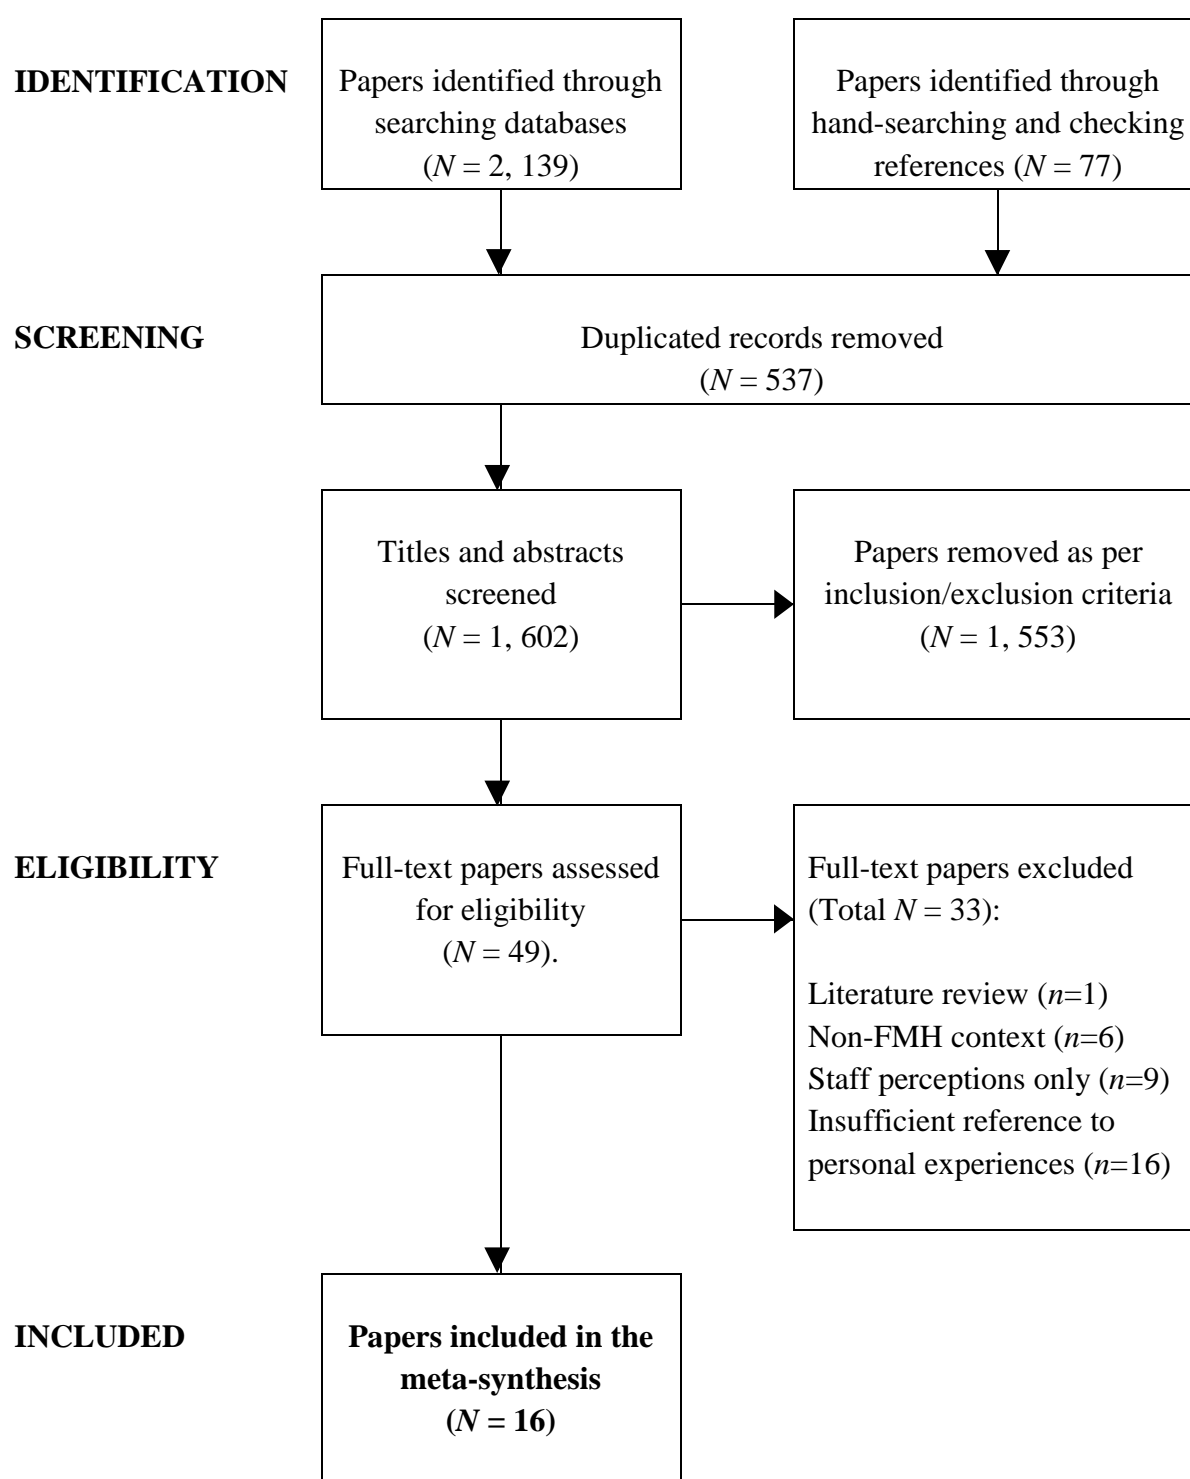 IDENTIFICATION
Papers identified through
searching databases
(N = 2, 139)
Papers identified through
hand-searching and checking
references (N = 77)
SCREENING
Duplicated records removed
(N = 537)
Titles and abstracts
screened
(N = 1, 602)
Papers removed as per
inclusion/exclusion criteria
(N = 1, 553)
ELIGIBILITY
Full-text papers assessed
for eligibility
(N = 49).
Full-text papers excluded
(Total N = 33):
Literature review (n=1)
Non-FMH context (n=6)
Staff perceptions only (n=9)
Insufficient reference to
personal experiences (n=16)
INCLUDED
Papers included in the
meta-synthesis
(N = 16)